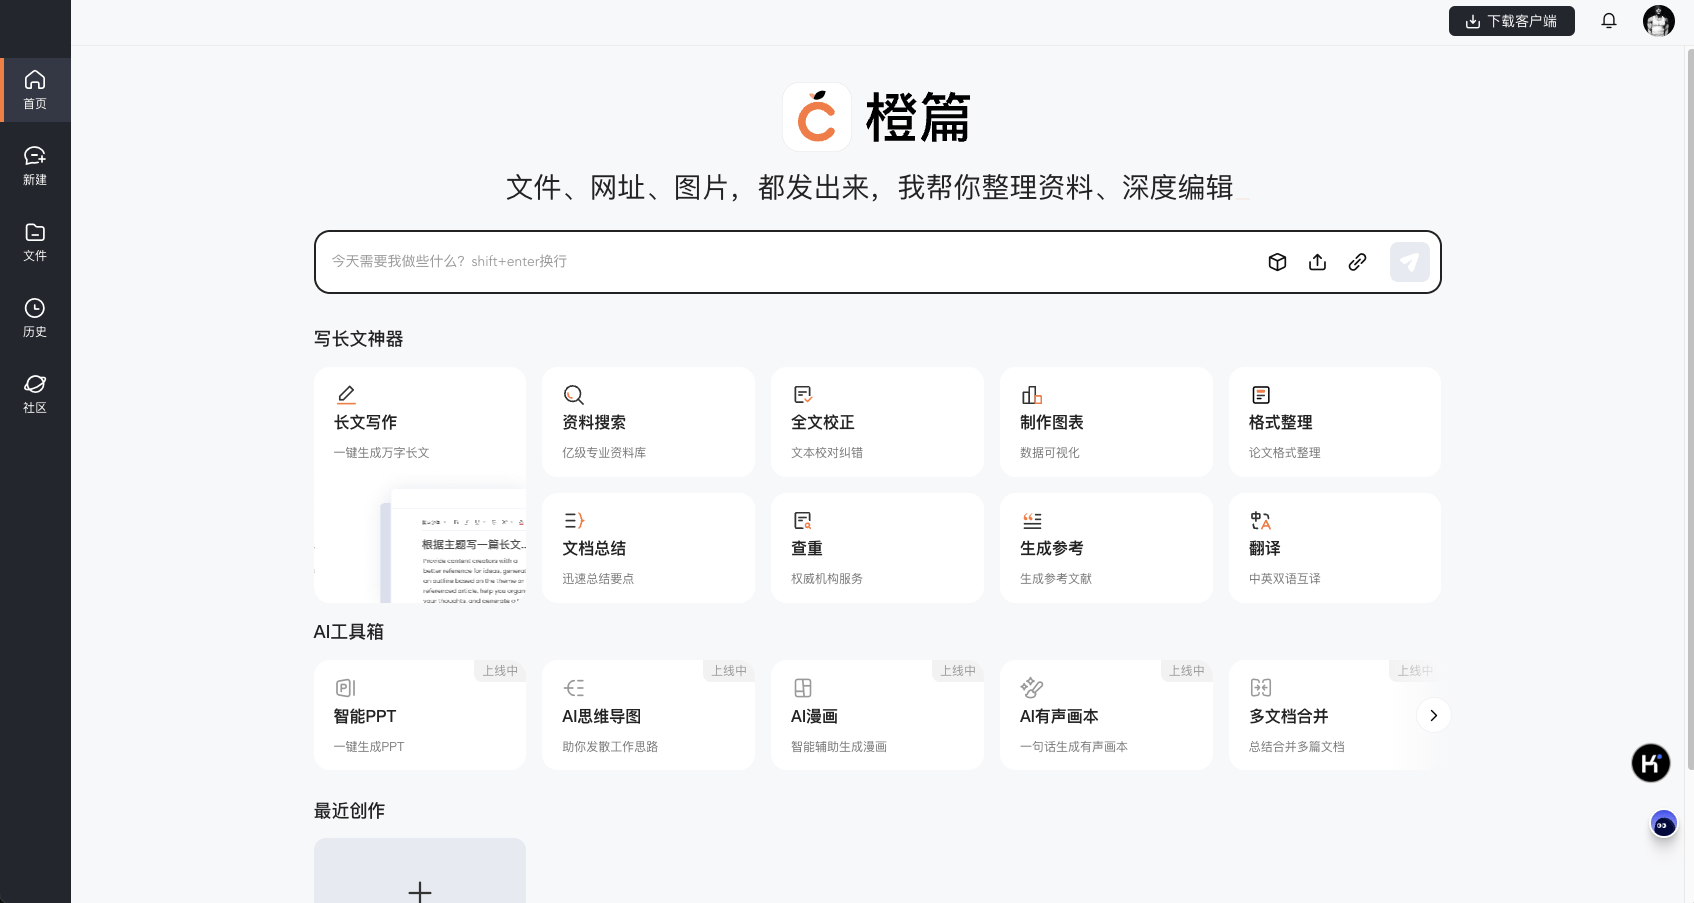 下载客户端
首页
新建
文件
历史
社区
橙篇
文件、网址、图片，都发出来，我帮你整理资料、深度编辑
今天需要我做些什么？shift+enter换行
写长文神器
长文写作
一键生成万字长文
根据主题写一篇长文...
Provide content creators with a
better reference for ideas, generat
an outline based on the theme or
referenced article, help you organ
your thoughts, and generate art
资料搜索
亿级专业资料库
全文校正
文本校对纠错
制作图表
数据可视化
格式整理
论文格式整理
文档总结
迅速总结要点
查重
权威机构服务
生成参考
生成参考文献
翻译
中英双语互译
AI工具箱
上线中
智能PPT
一键生成PPT
上线中
AI思维导图
助你发散工作思路
上线中
AI漫画
智能辅助生成漫画
上线中
AI有声画本
一句话生成有声画本
上线中
多文档合并
总结合并多篇文档
最近创作